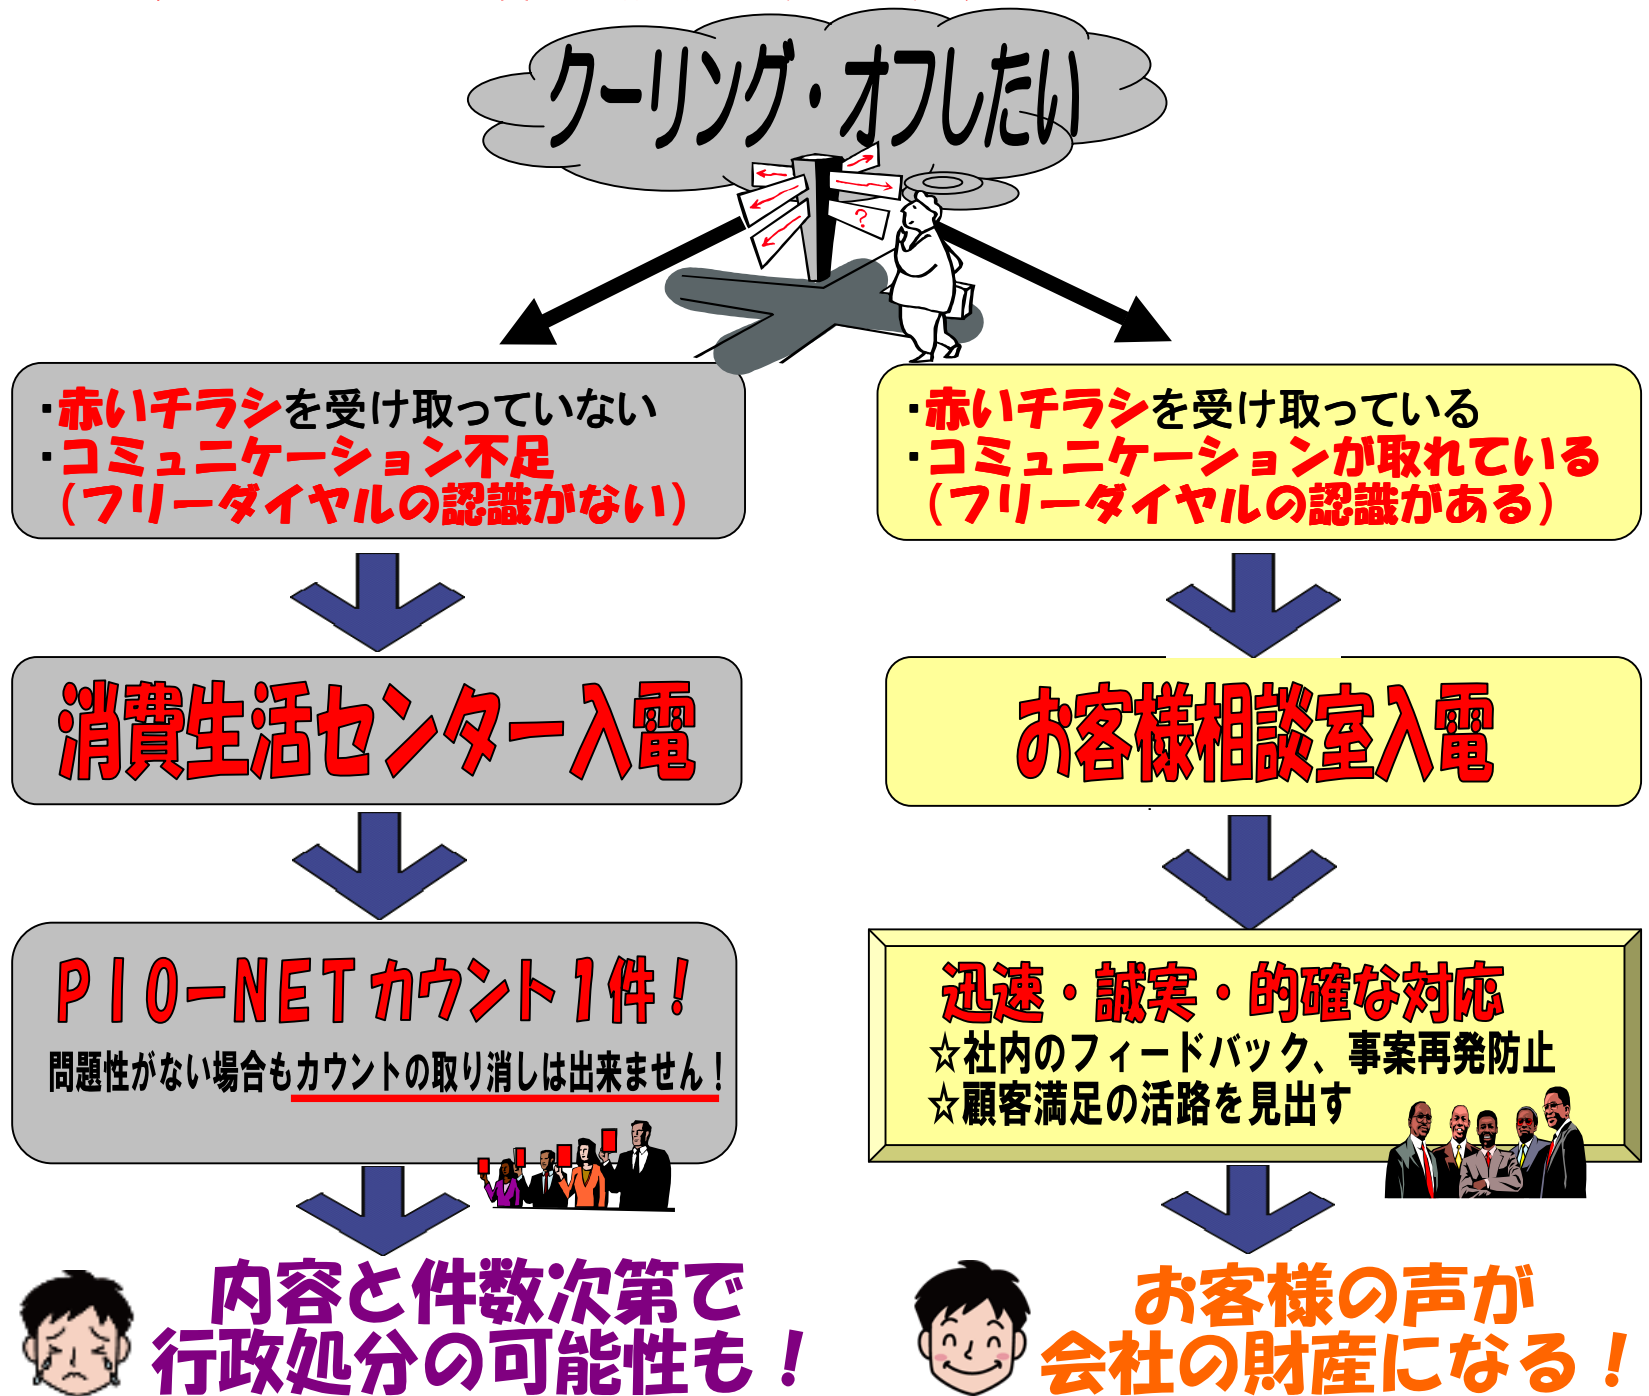 クーリング・オフしたい
?
・赤いチラシを受け取っていない
・コミュニケーション不足
（フリーダイヤルの認識がない）
消費生活センター入電
ＰＩＯーＮＥＴカウント１件！
問題性がない場合もカウントの取り消しは出来ません！
内容と件数次第で
行政処分の可能性も！
・赤いチラシを受け取っている
・コミュニケーションが取れている
（フリーダイヤルの認識がある）
お客様相談室入電
迅速・誠実・的確な対応
☆社内のフィードバック、事案再発防止
☆顧客満足の活路を見出す
お客様の声が
会社の財産になる！